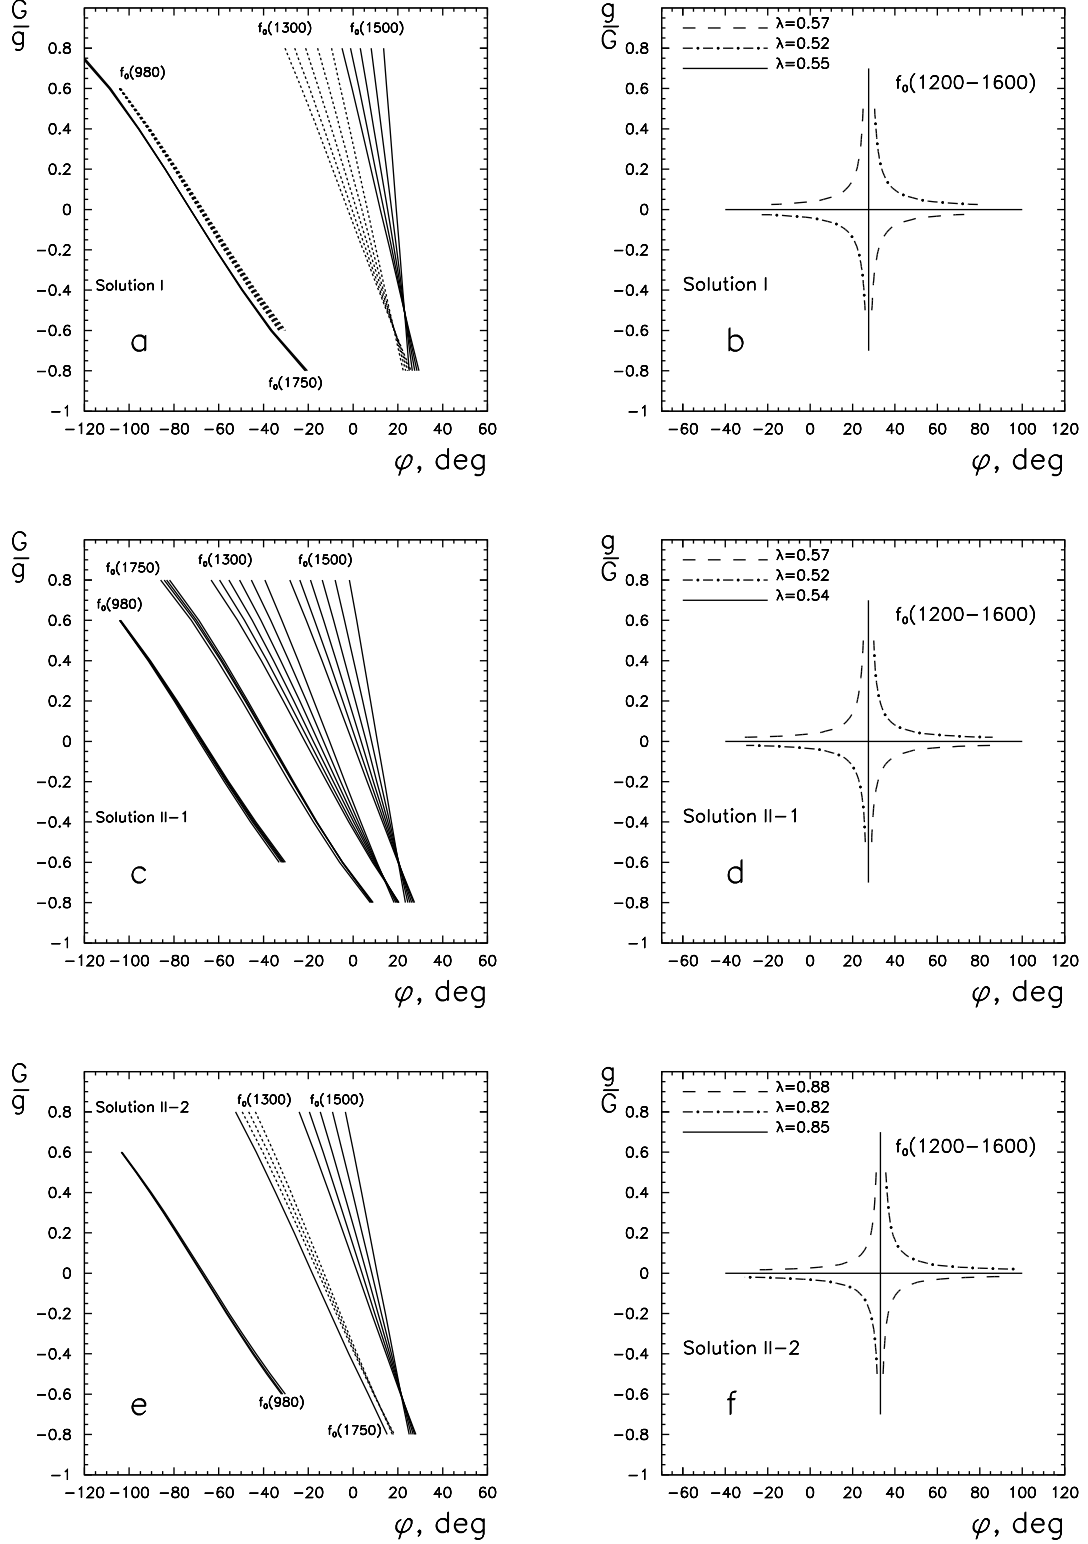 G/g
f₀(1300) f₀(1500)
f₀(980)
0.8
0.6
0.4
0.2
0
−0.2
−0.4
−0.6
−0.8
−1
Solution I
a
f₀(1750)
−120 −100 −80 −60 −40 −20 0 20 40 60
φ, deg
g/G
λ=0.57
λ=0.52
λ=0.55
f₀(1200−1600)
0.8
0.6
0.4
0.2
0
−0.2
−0.4
−0.6
−0.8
−1
Solution I
b
−60 −40 −20 0 20 40 60 80 100 120
φ, deg
G/g
f₀(1750) f₀(1300) f₀(1500)
f₀(980)
0.8
0.6
0.4
0.2
0
−0.2
−0.4
−0.6
−0.8
−1
Solution II−1
c
−120 −100 −80 −60 −40 −20 0 20 40 60
φ, deg
g/G
λ=0.57
λ=0.52
λ=0.54
f₀(1200−1600)
0.8
0.6
0.4
0.2
0
−0.2
−0.4
−0.6
−0.8
−1
Solution II−1
d
−60 −40 −20 0 20 40 60 80 100 120
φ, deg
G/g
Solution II−2 f₀(1300) f₀(1500)
0.8
0.6
0.4
0.2
0
−0.2
−0.4
−0.6
−0.8
−1
f₀(980)
e
f₀(1750)
−120 −100 −80 −60 −40 −20 0 20 40 60
φ, deg
g/G
λ=0.88
λ=0.82
λ=0.85
f₀(1200−1600)
0.8
0.6
0.4
0.2
0
−0.2
−0.4
−0.6
−0.8
−1
Solution II−2
f
−60 −40 −20 0 20 40 60 80 100 120
φ, deg